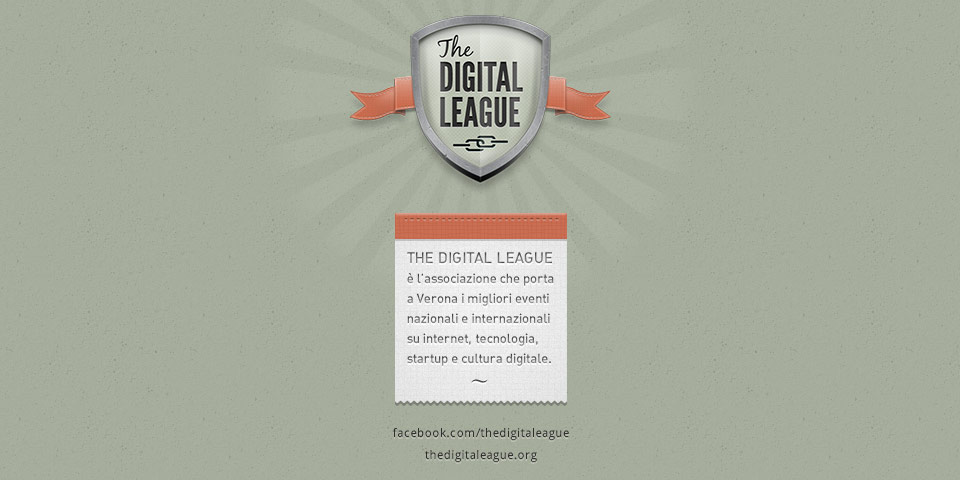 The
DIGITAL
LEAGUE
THE DIGITAL LEAGUE
è l'associazione che porta
a Verona i migliori eventi
nazionali e internazionali
su internet, tecnologia,
startup e cultura digitale.
facebook.com/thedigitaleague
thedigitaleague.org